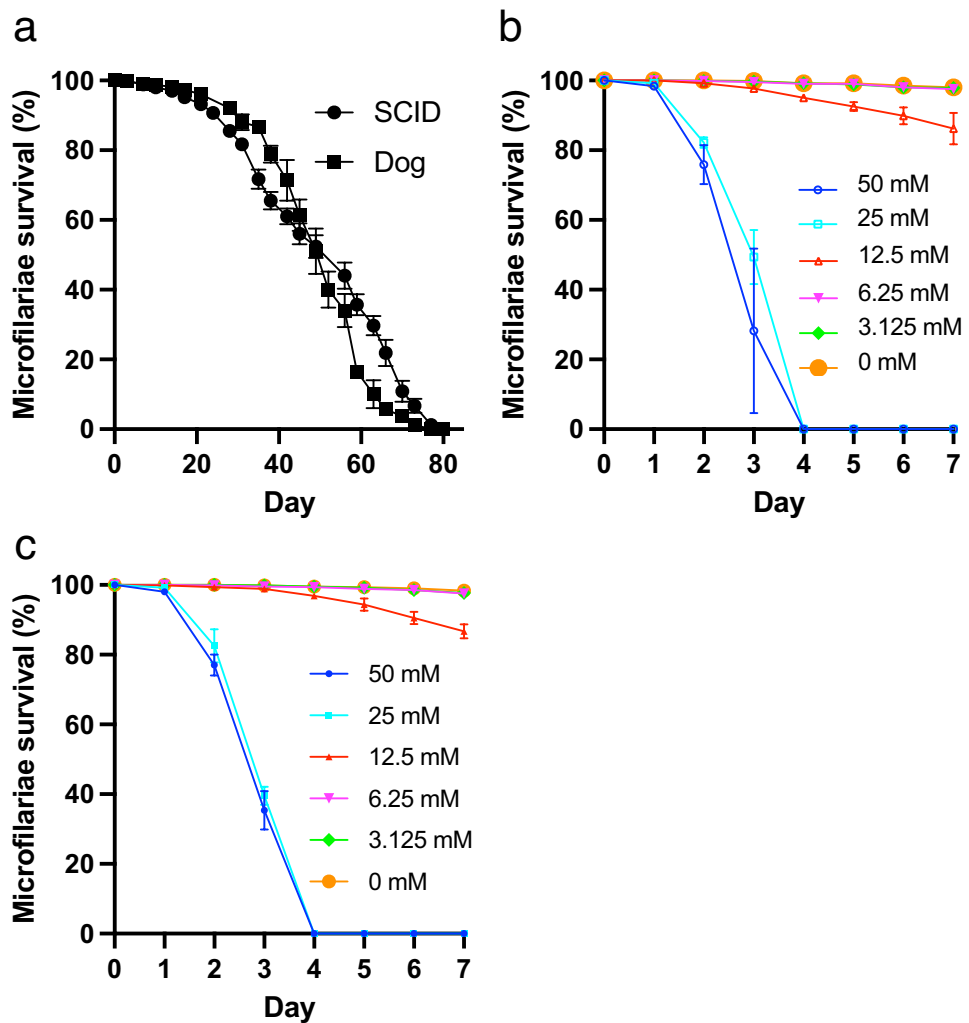 a
Microfilariae survival (%)
100
80
60
40
20
0
0 20 40 60 80
Day
SCID
Dog
b
Microfilariae survival (%)
100
80
60
40
20
0
0 1 2 3 4 5 6 7
Day
50 mM
25 mM
12.5 mM
6.25 mM
3.125 mM
0 mM
c
Microfilariae survival (%)
100
80
60
40
20
0
0 1 2 3 4 5 6 7
Day
50 mM
25 mM
12.5 mM
6.25 mM
3.125 mM
0 mM